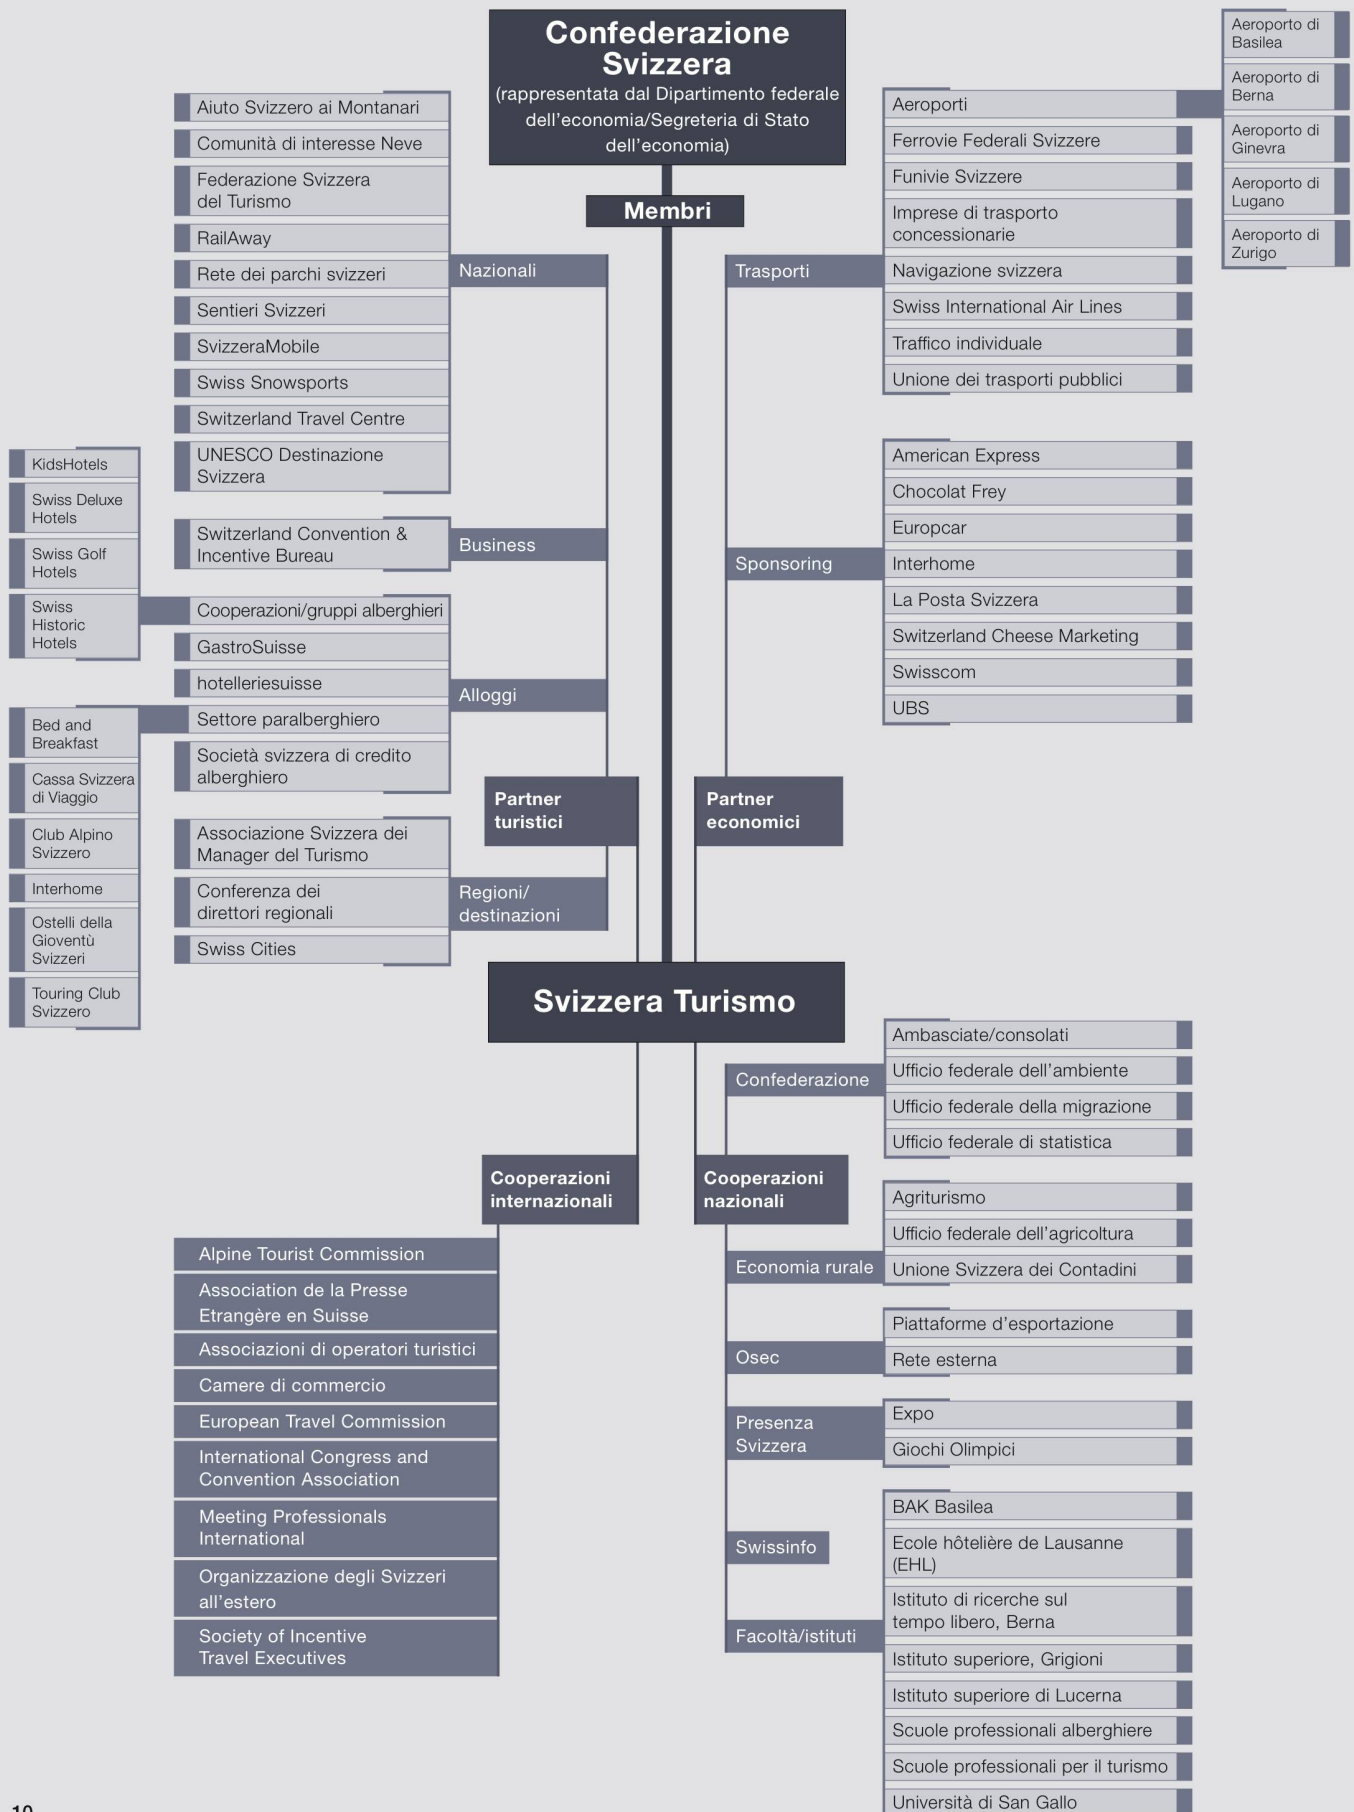 Confederazione
Svizzera
(rappresentata dal Dipartimento federale
dell'economia/Segreteria di Stato
dell'economia)
Membri
Aiuto Svizzero ai Montanari
Comunità di interesse Neve
Federazione Svizzera
del Turismo
RailAway
Rete dei parchi svizzeri
Sentieri Svizzeri
SvizzeraMobile
Swiss Snowsports
Switzerland Travel Centre
UNESCO Destinazione
Svizzera
Nazionali
Switzerland Convention &
Incentive Bureau
Business
KidsHotels
Swiss Deluxe
Hotels
Swiss Golf
Hotels
Swiss
Historic
Hotels
Cooperazioni/gruppi alberghieri
GastroSuisse
hotelleriesuisse
Settore paralberghiero
Società svizzera di credito
alberghiero
Alloggi
Bed and
Breakfast
Cassa Svizzera
di Viaggio
Club Alpino
Svizzero
Interhome
Ostelli della
Gioventù
Svizzeri
Touring Club
Svizzero
Associazione Svizzera dei
Manager del Turismo
Conferenza dei
direttori regionali
Swiss Cities
Regioni/
destinazioni
Partner
turistici
Partner
economici
Trasporti
Aeroporti
Ferrovie Federali Svizzere
Funivie Svizzere
Imprese di trasporto
concessionarie
Navigazione svizzera
Swiss International Air Lines
Traffico individuale
Unione dei trasporti pubblici
Aeroporto di
Basilea
Aeroporto di
Berna
Aeroporto di
Ginevra
Aeroporto di
Lugano
Aeroporto di
Zurigo
Sponsoring
American Express
Chocolat Frey
Europcar
Interhome
La Posta Svizzera
Switzerland Cheese Marketing
Swisscom
UBS
Svizzera Turismo
Cooperazioni
internazionali
Alpine Tourist Commission
Association de la Presse
Etrangère en Suisse
Associazioni di operatori turistici
Camere di commercio
European Travel Commission
International Congress and
Convention Association
Meeting Professionals
International
Organizzazione degli Svizzeri
all'estero
Society of Incentive
Travel Executives
Cooperazioni
nazionali
Confederazione
Ambasciate/consolati
Ufficio federale dell'ambiente
Ufficio federale della migrazione
Ufficio federale di statistica
Economia rurale
Agriturismo
Ufficio federale dell'agricoltura
Unione Svizzera dei Contadini
Osec
Piattaforme d'esportazione
Rete esterna
Presenza
Svizzera
Expo
Giochi Olimpici
Swissinfo
Facoltà/istituti
BAK Basilea
Ecole hôtelière de Lausanne
(EHL)
Istituto di ricerche sul
tempo libero, Berna
Istituto superiore, Grigioni
Istituto superiore di Lucerna
Scuole professionali alberghiere
Scuole professionali per il turismo
Università di San Gallo
10